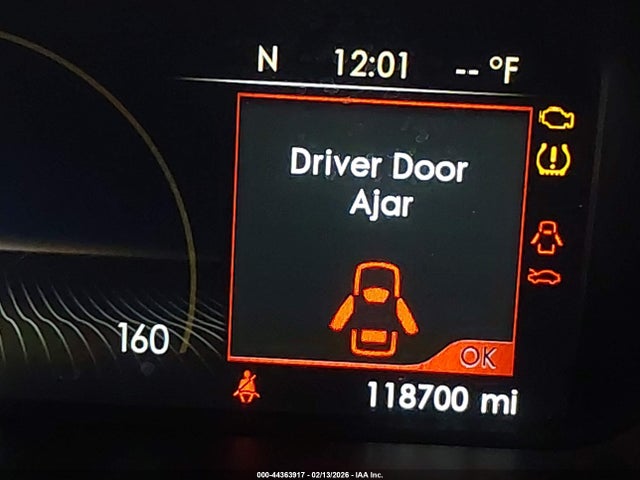 N 12:01 -- °F
Driver Door
Ajar
OK
160
118700 mi
000-44363917 - 02/13/2026 - IAA Inc.